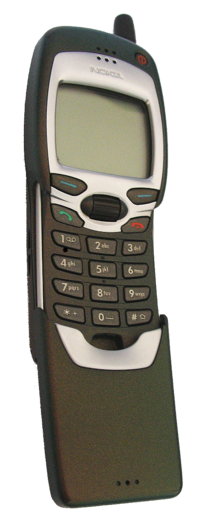 NOKIA
1 2 abc 3 def
4 ghi 5 jkl 6 mno
7 pqrs 8 tuv 9 wxyz
* + 0 #